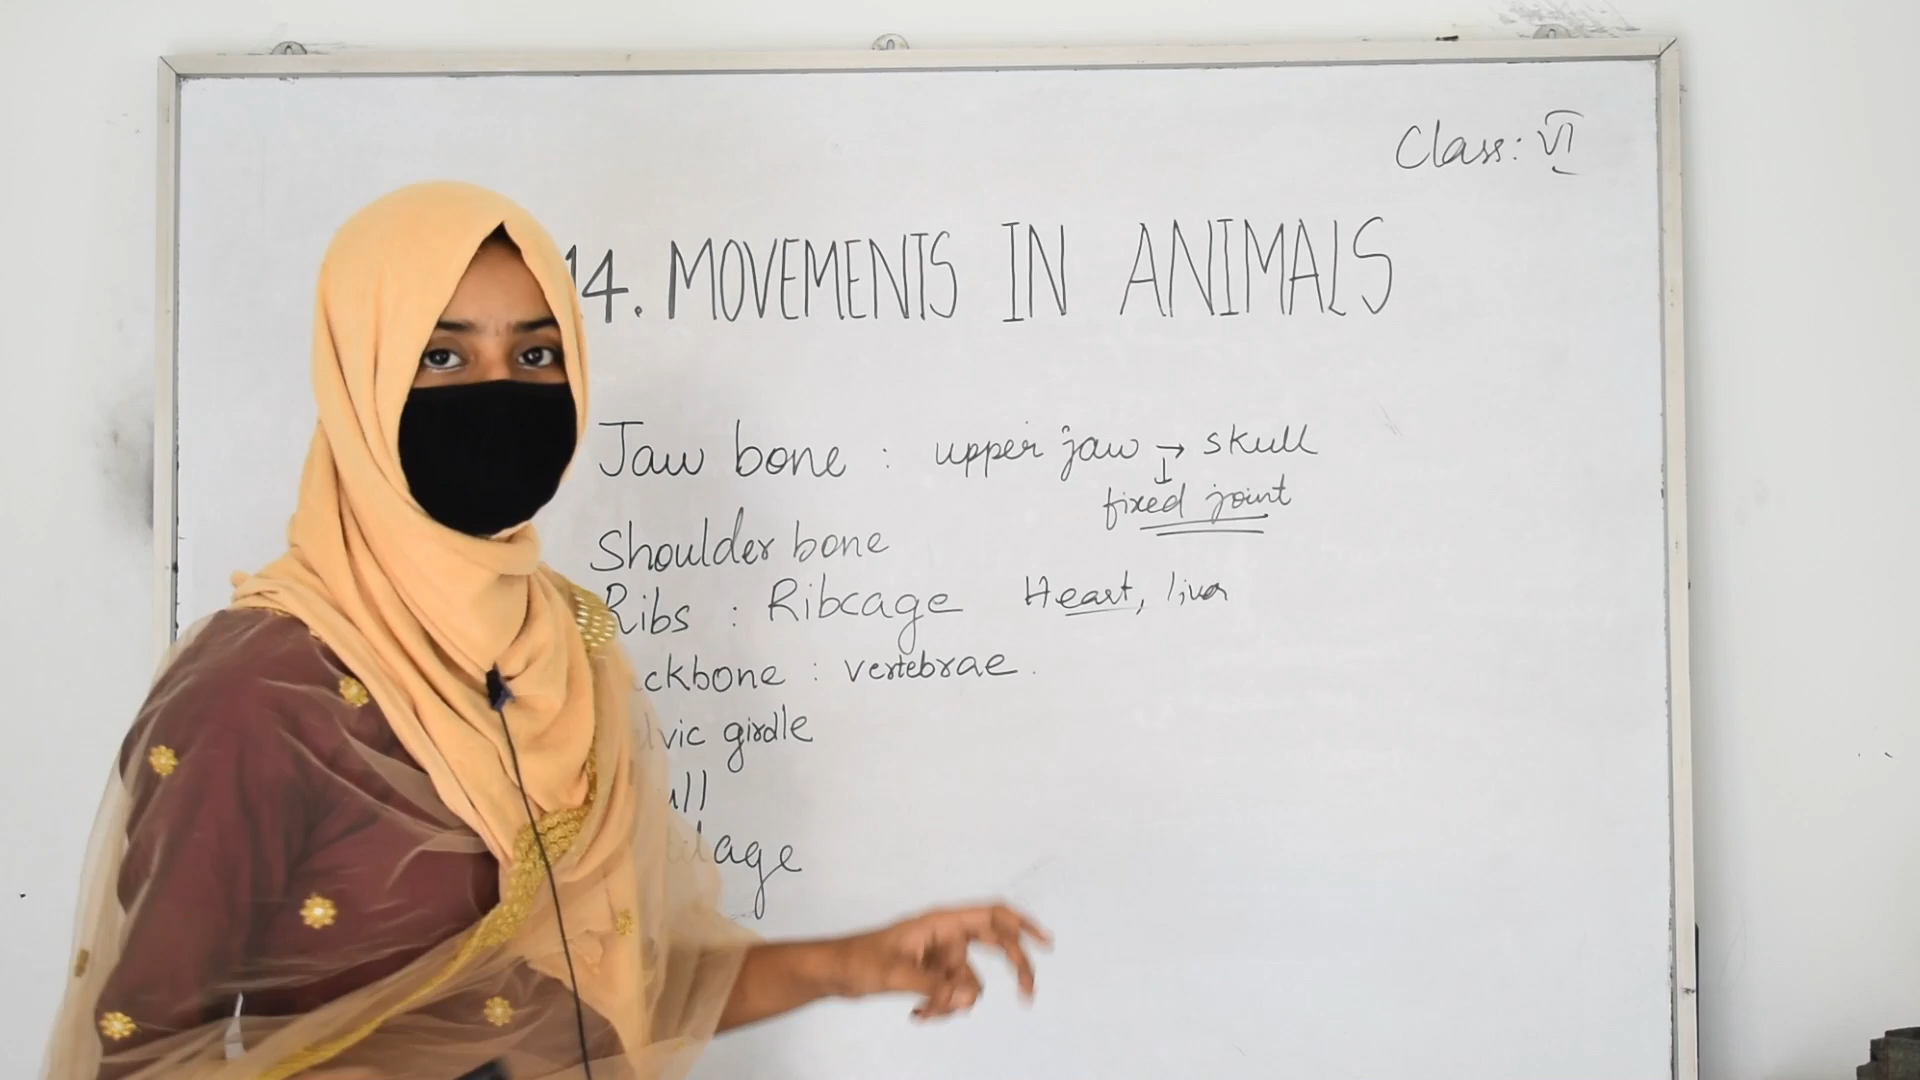 Class: VI
14. MOVEMENTS IN ANIMALS
Jaw bone : upper jaw → skull
↓
fixed joint
Shoulder bone
Ribs : Ribcage Heart, liver
ckbone : vertebrae.
lvic girdle
ull
age